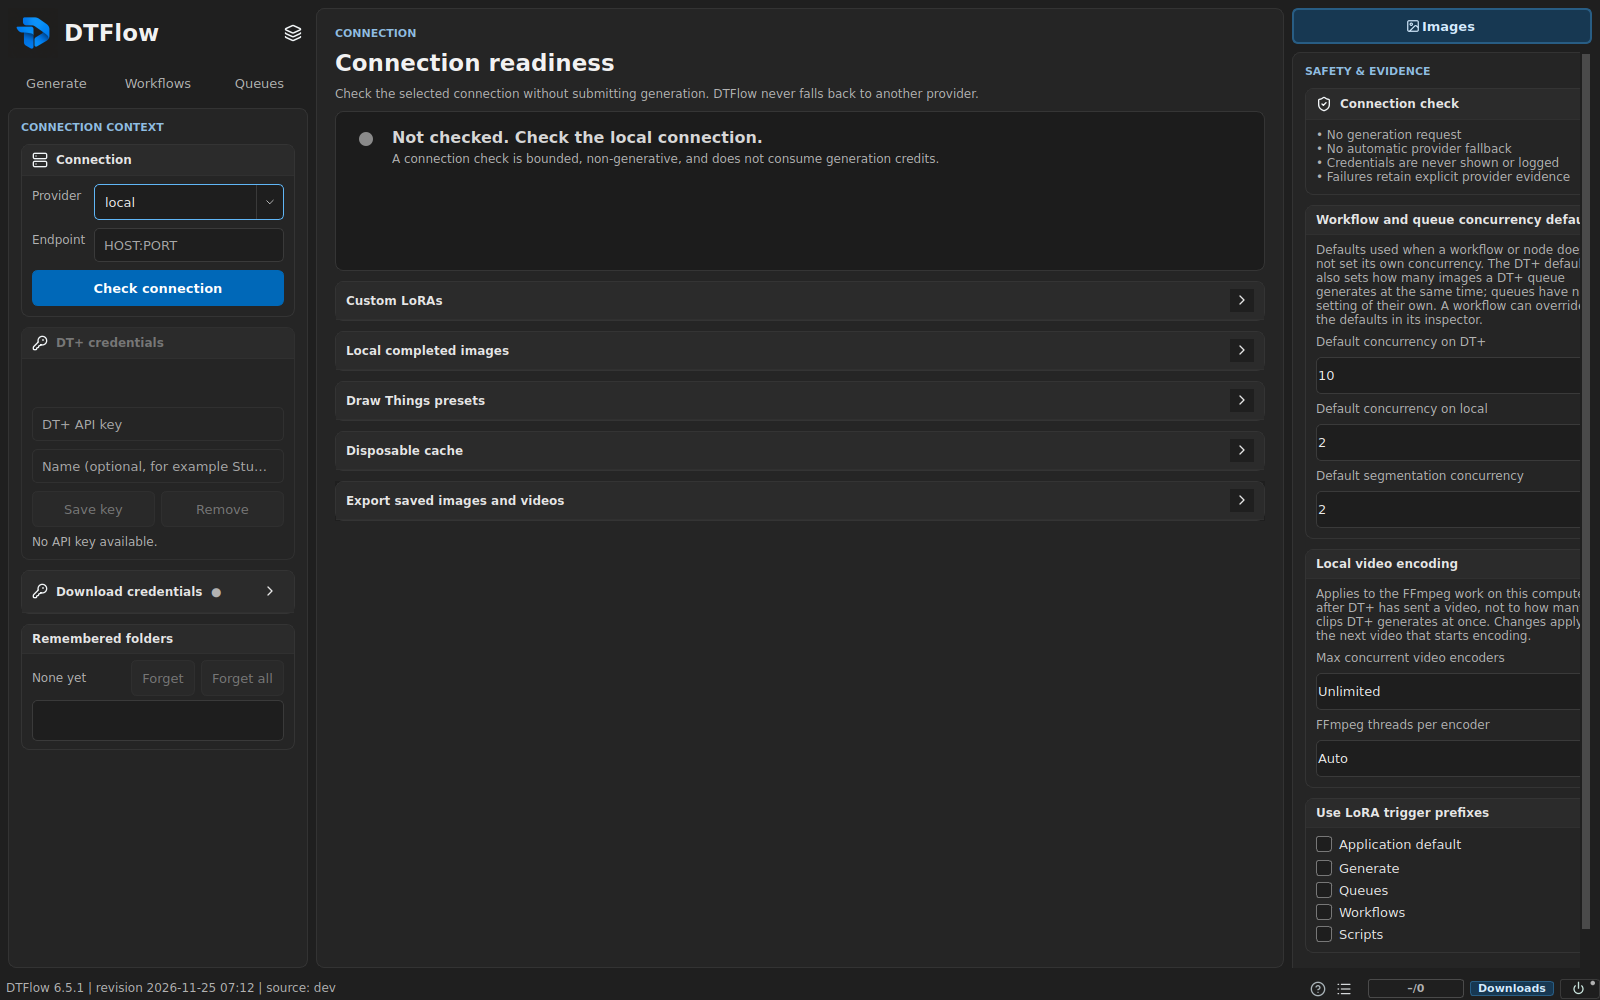 DTFlow
Generate
Workflows
Queues
CONNECTION CONTEXT
Connection
Provider
local
Endpoint
HOST:PORT
Check connection
DT+ credentials
DT+ API key
Name (optional, for example Stu...
Save key
Remove
No API key available.
Download credentials
Remembered folders
None yet
Forget
Forget all
CONNECTION
Connection readiness
Check the selected connection without submitting generation. DTFlow never falls back to another provider.
Not checked. Check the local connection.
A connection check is bounded, non-generative, and does not consume generation credits.
Custom LoRAs
Local completed images
Draw Things presets
Disposable cache
Export saved images and videos
Images
SAFETY & EVIDENCE
Connection check
• No generation request
• No automatic provider fallback
• Credentials are never shown or logged
• Failures retain explicit provider evidence
Workflow and queue concurrency defau
Defaults used when a workflow or node doe
not set its own concurrency. The DT+ defaul
also sets how many images a DT+ queue
generates at the same time; queues have n
setting of their own. A workflow can override
the defaults in its inspector.
Default concurrency on DT+
10
Default concurrency on local
2
Default segmentation concurrency
2
Local video encoding
Applies to the FFmpeg work on this compute
after DT+ has sent a video, not to how man
clips DT+ generates at once. Changes apply
the next video that starts encoding.
Max concurrent video encoders
Unlimited
FFmpeg threads per encoder
Auto
Use LoRA trigger prefixes
Application default
Generate
Queues
Workflows
Scripts
DTFlow 6.5.1 | revision 2026-11-25 07:12 | source: dev
-/0
Downloads